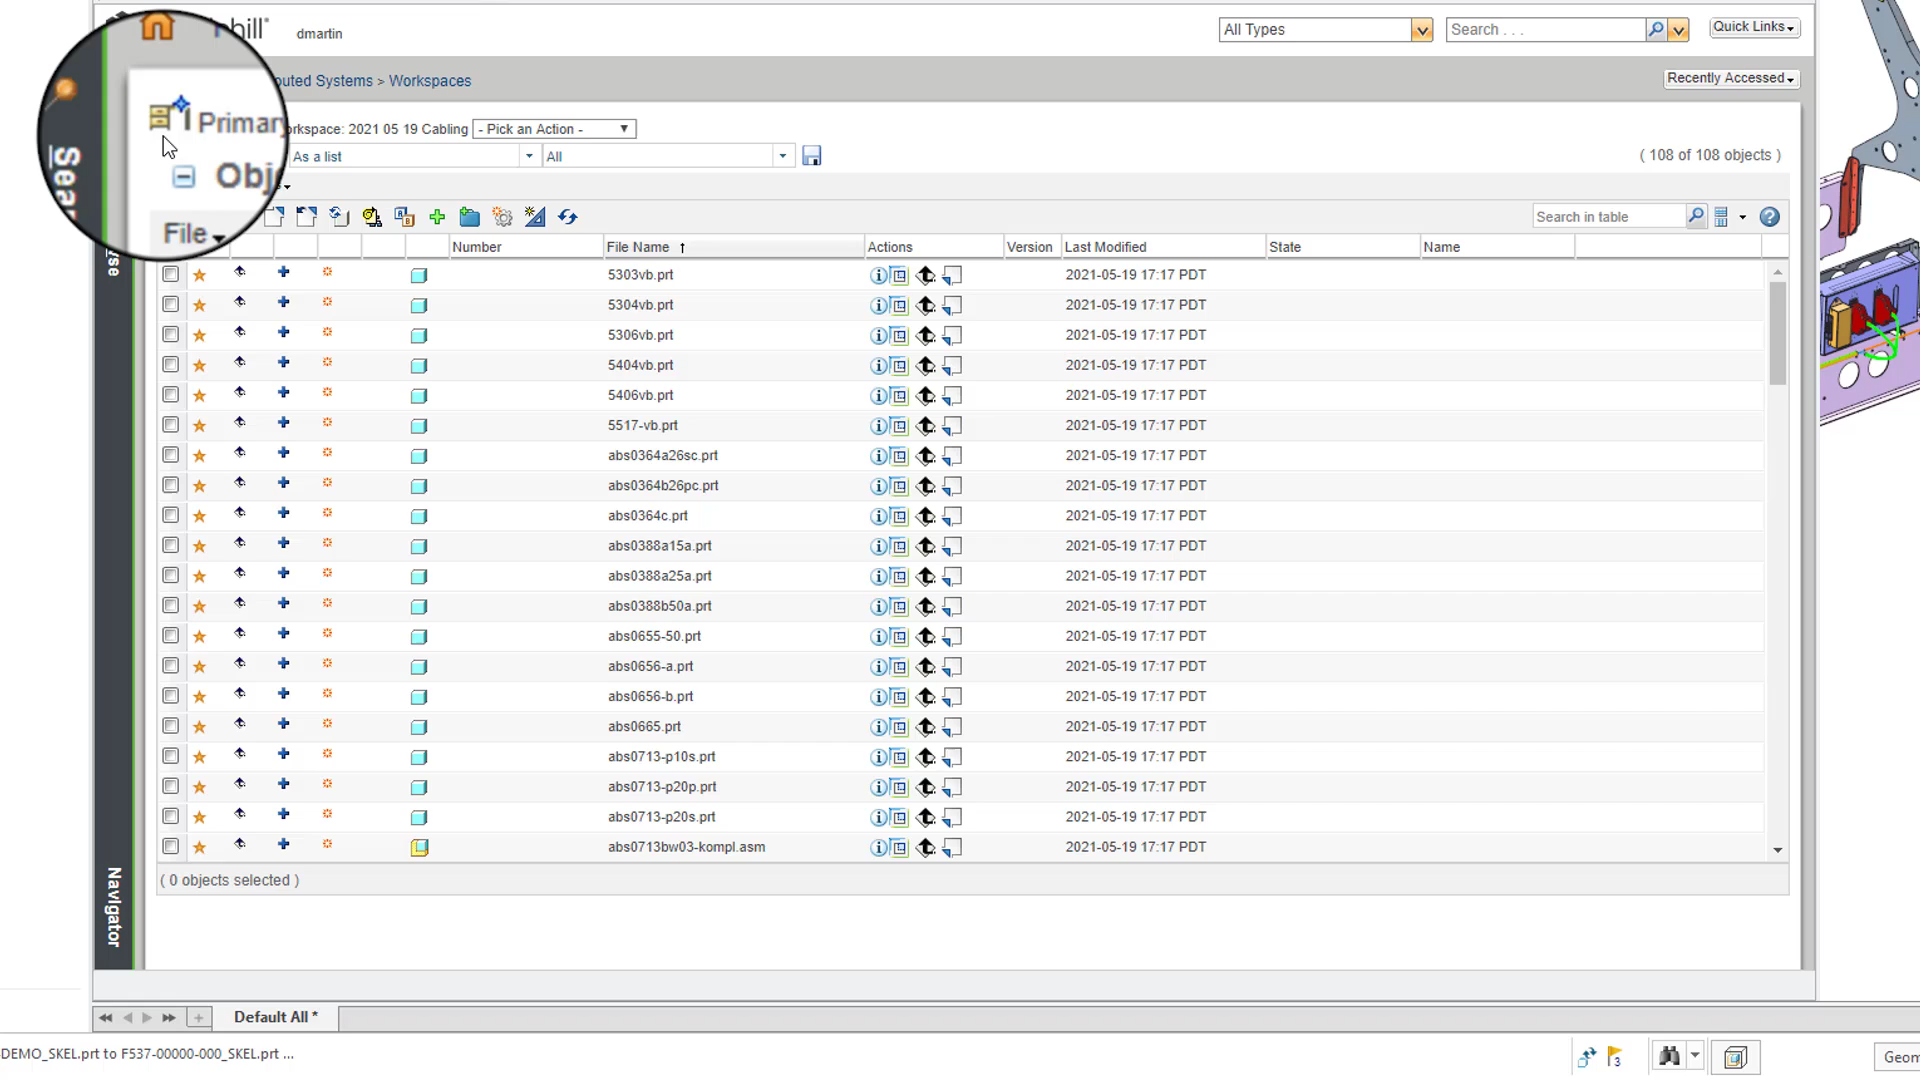 hill®
dmartin
All Types
Search . . .
Quick Links
outed Systems > Workspaces
Recently Accessed
Primary
orkspace: 2021 05 19 Cabling
- Pick an Action -
As a list
All
( 108 of 108 objects )
Obj
File
Search in table
Number
File Name ↑
Actions
Version
Last Modified
State
Name
5303vb.prt 2021-05-19 17:17 PDT
5304vb.prt 2021-05-19 17:17 PDT
5306vb.prt 2021-05-19 17:17 PDT
5404vb.prt 2021-05-19 17:17 PDT
5406vb.prt 2021-05-19 17:17 PDT
5517-vb.prt 2021-05-19 17:17 PDT
abs0364a26sc.prt 2021-05-19 17:17 PDT
abs0364b26pc.prt 2021-05-19 17:17 PDT
abs0364c.prt 2021-05-19 17:17 PDT
abs0388a15a.prt 2021-05-19 17:17 PDT
abs0388a25a.prt 2021-05-19 17:17 PDT
abs0388b50a.prt 2021-05-19 17:17 PDT
abs0655-50.prt 2021-05-19 17:17 PDT
abs0656-a.prt 2021-05-19 17:17 PDT
abs0656-b.prt 2021-05-19 17:17 PDT
abs0665.prt 2021-05-19 17:17 PDT
abs0713-p10s.prt 2021-05-19 17:17 PDT
abs0713-p20p.prt 2021-05-19 17:17 PDT
abs0713-p20s.prt 2021-05-19 17:17 PDT
abs0713bw03-kompl.asm 2021-05-19 17:17 PDT
( 0 objects selected )
Sear
wse
Navigator
Default All *
DEMO_SKEL.prt to F537-00000-000_SKEL.prt ...
3
Geom